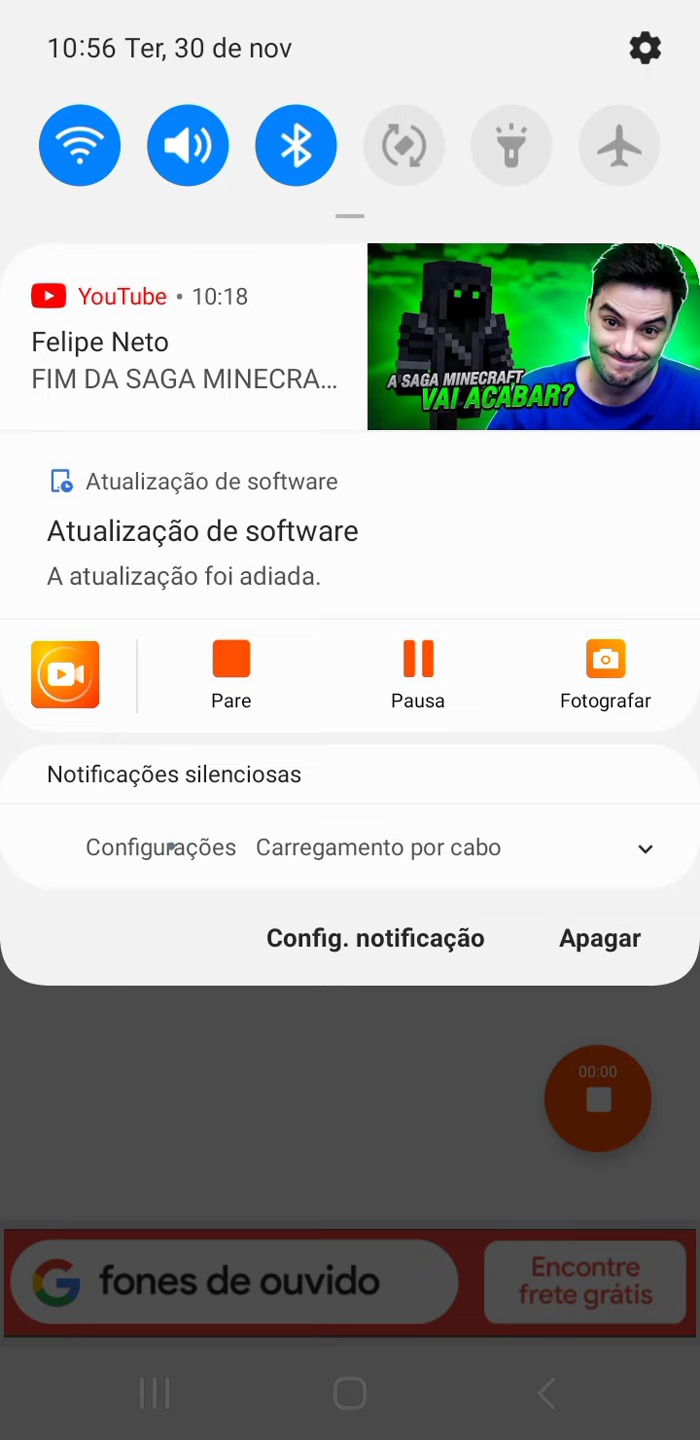 10:56 Ter, 30 de nov
YouTube • 10:18
Felipe Neto
FIM DA SAGA MINECRA...
A SAGA MINECRAFT
VAI ACABAR?
Atualização de software
Atualização de software
A atualização foi adiada.
Pare Pausa Fotografar
Notificações silenciosas
Configurações Carregamento por cabo
Config. notificação Apagar
00:00
fones de ouvido
Encontre
frete grátis